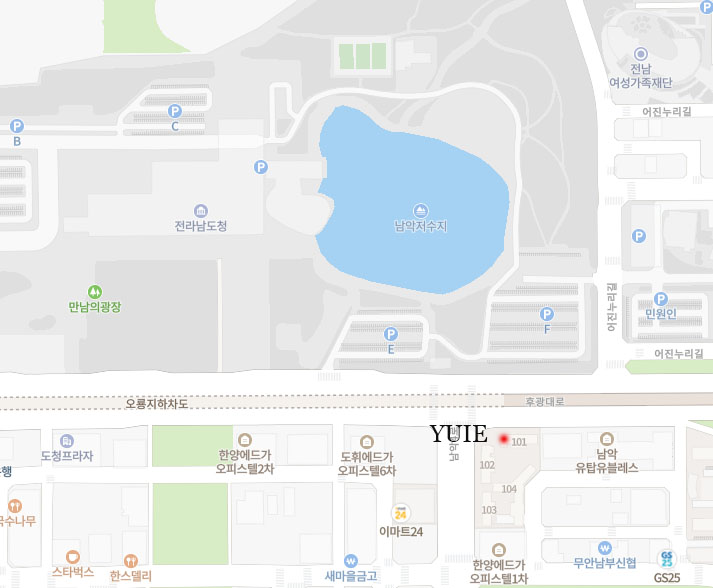 전남
여성가족재단
어진누리길
P
C
P
B
P
P
전라남도청
남악저수지
P
만남의광장
P
E
P
F
어진누리길
P
민원인
어진누리길
P
오룡지하차도
후광대로
YUIE
101
102
104
103
도청프라자
한양에드가
오피스텔2차
도휘에드가
오피스텔6차
남악
유탑유블레스
행
24
이마트24
국수나무
스타벅스
한스델리
새마을금고
한양에드가
오피스텔1차
무안남부신협
GS
25
GS25